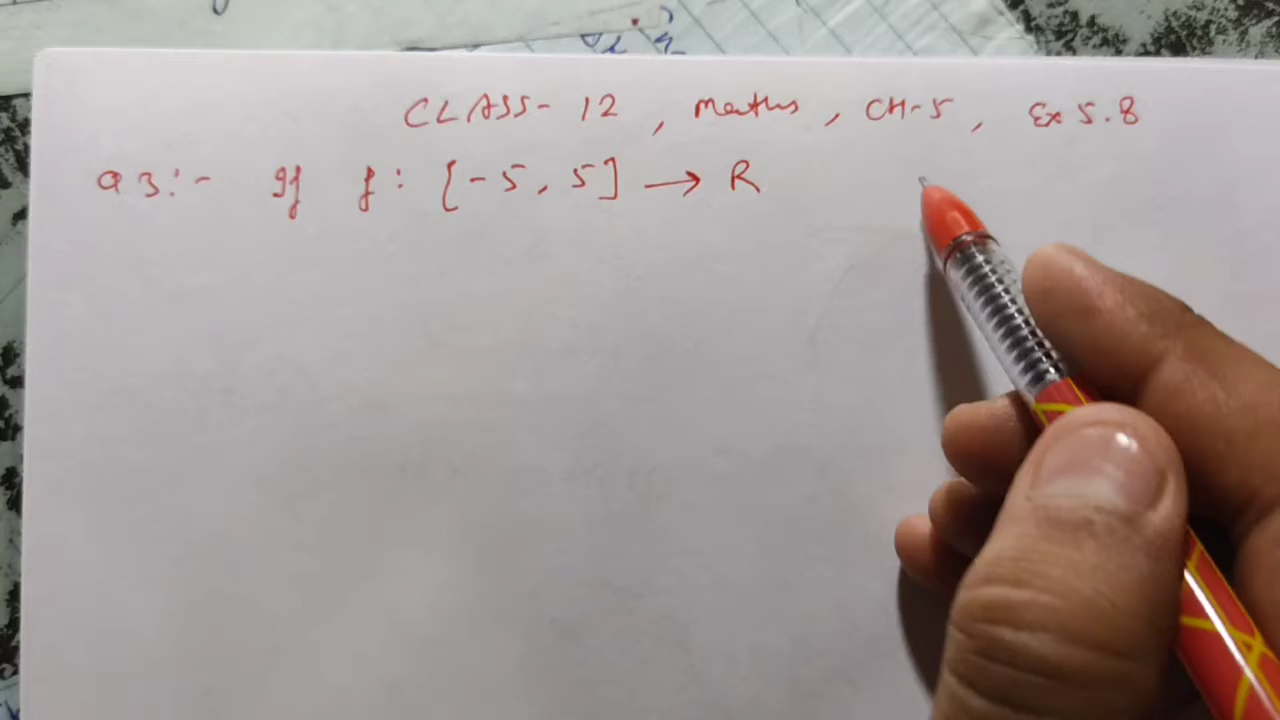 CLASS-12, Maths, CH-5, Ex 5.8
Q3:- If f: [-5, 5] → R